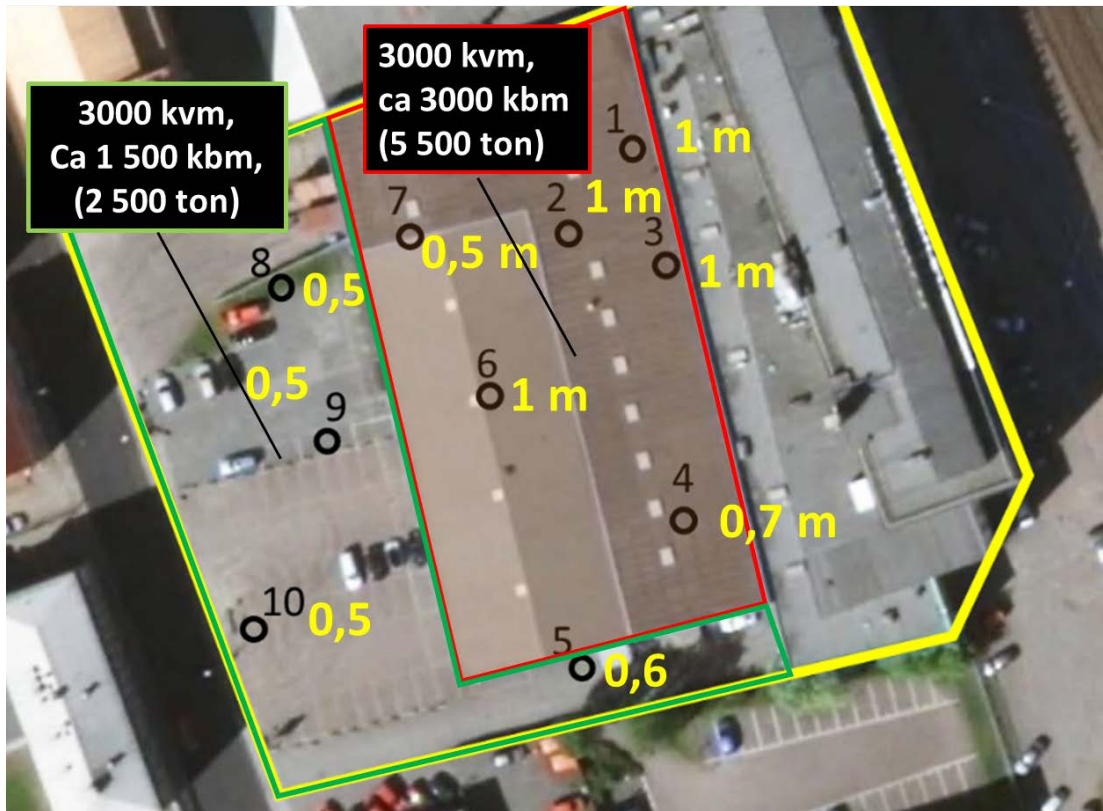 3000 kvm,
Ca 1 500 kbm,
(2 500 ton)
3000 kvm,
ca 3000 kbm
(5 500 ton)
1
1 m
2
1 m
3
1 m
7
0,5 m
8
0,5
0,5
6
1 m
9
4
0,7 m
10
0,5
5
0,6